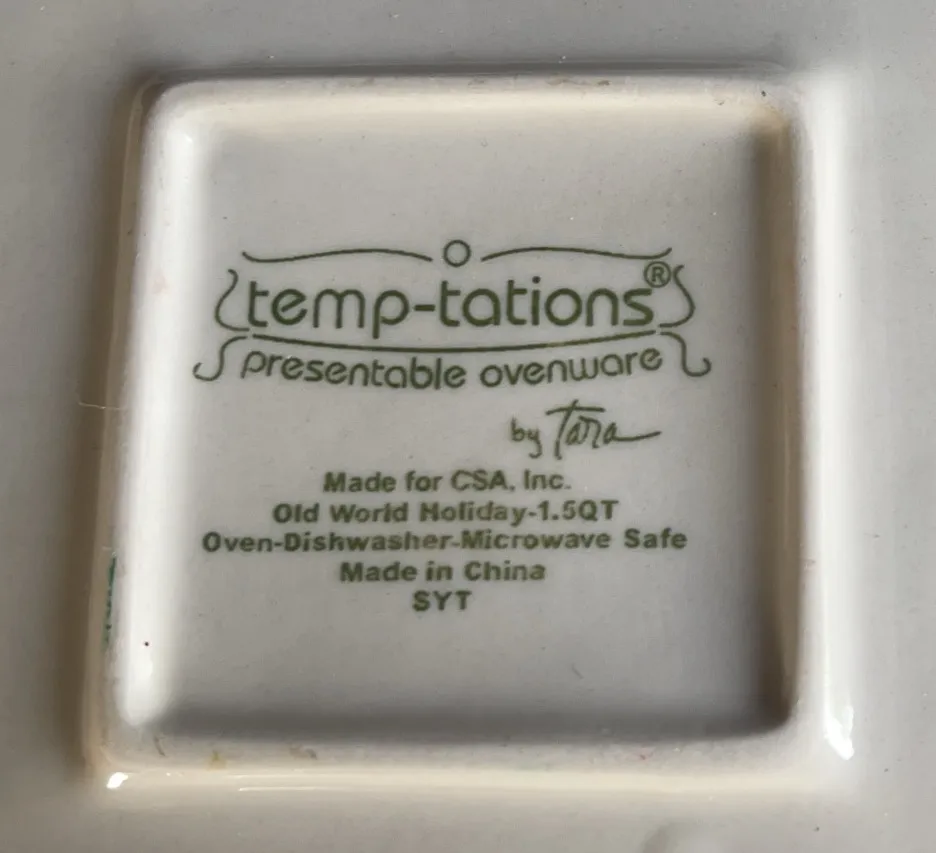 temp-tations®
presentable ovenware
by Tara
Made for CSA, Inc.
Old World Holiday-1.5QT
Oven-Dishwasher-Microwave Safe
Made in China
SYT